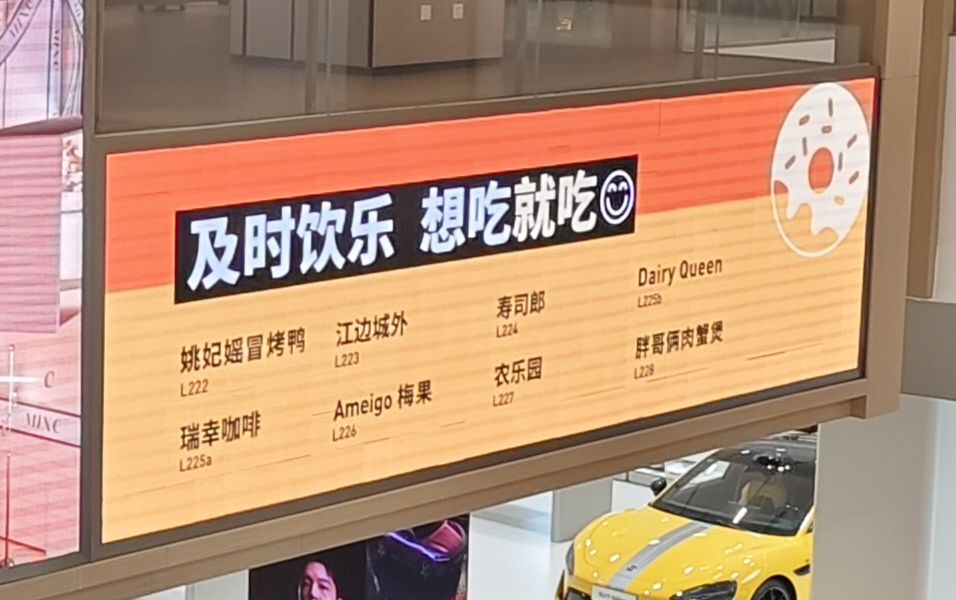 及时饮乐 想吃就吃
姚妃婼冒烤鸭
L222
江边城外
L223
寿司郎
L224
Dairy Queen
L225b
瑞幸咖啡
L225a
Ameigo 梅果
L226
农乐园
L227
胖哥俩肉蟹煲
L228
MINC